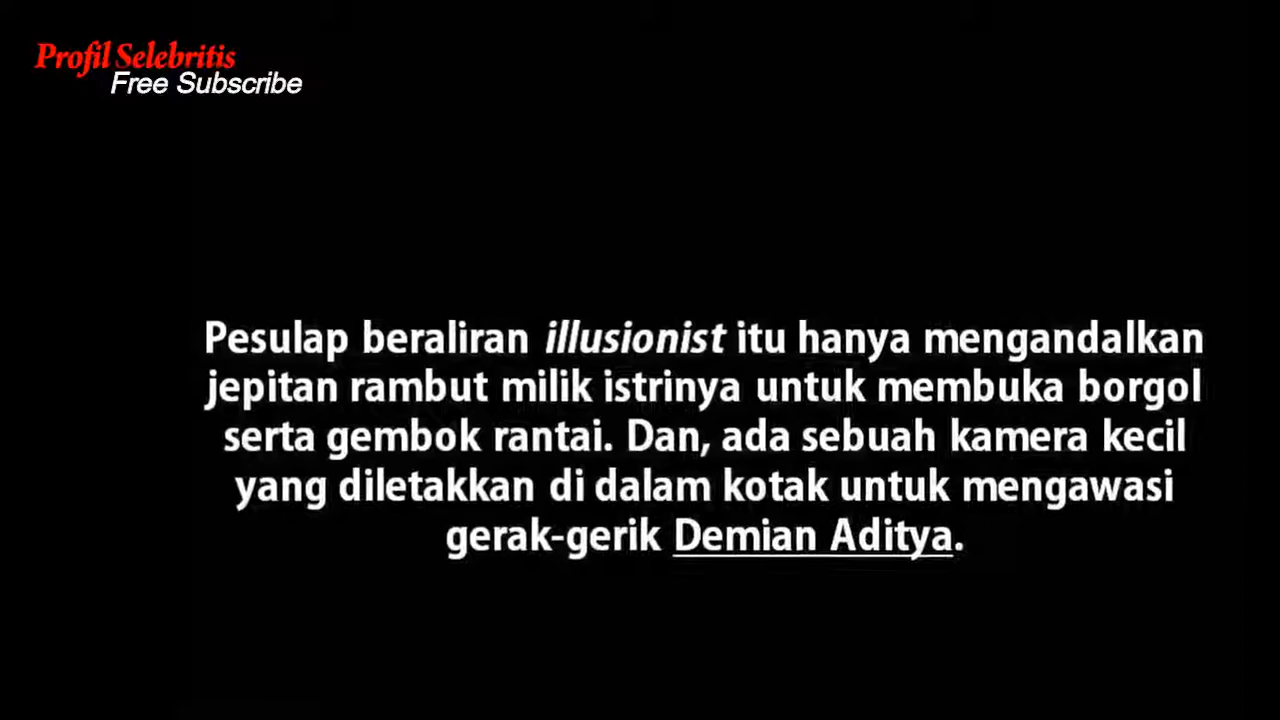 Profil Selebritis
Free Subscribe
Pesulap beraliran illusionist itu hanya mengandalkan
jepitan rambut milik istrinya untuk membuka borgol
serta gembok rantai. Dan, ada sebuah kamera kecil
yang diletakkan di dalam kotak untuk mengawasi
gerak-gerik Demian Aditya.